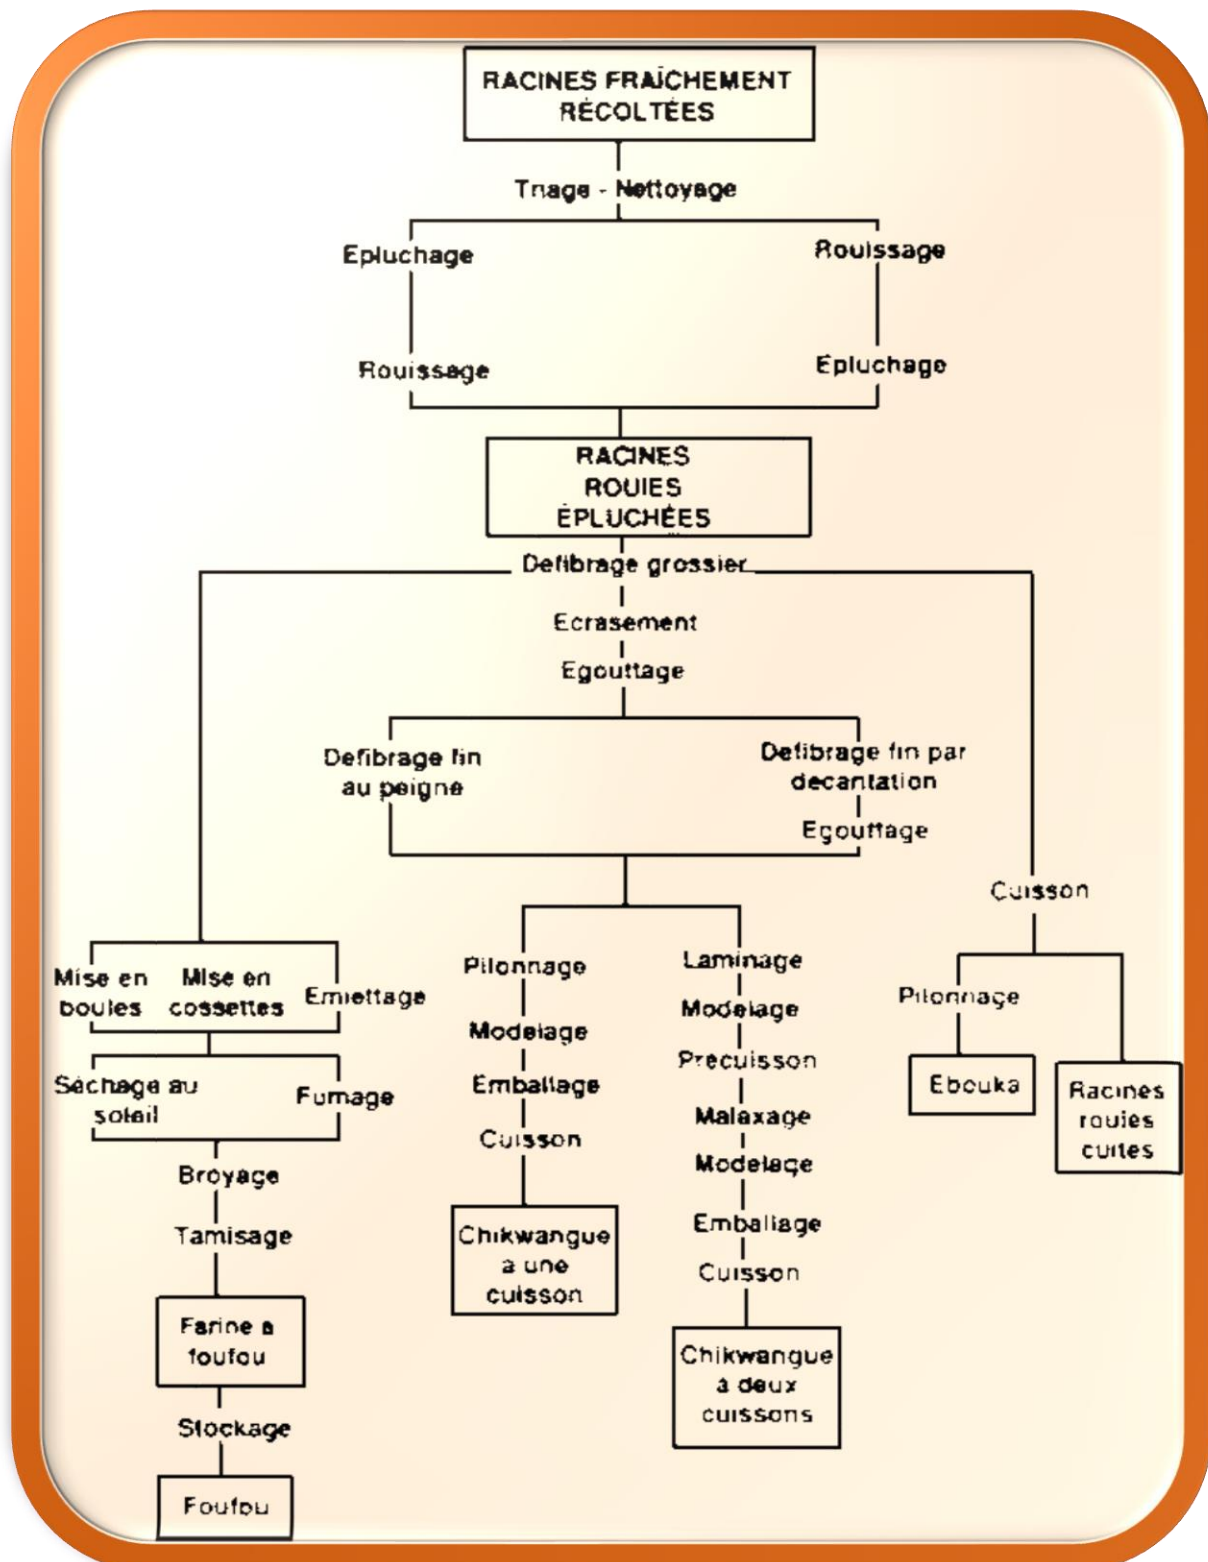 RACINES FRAÎCHEMENT
RÉCOLTÉES
Triage - Nettoyage
Epluchage
Rouissage
Rouissage
Epluchage
RACINES
ROUIES
ÉPLUCHÉES
Defibrage grossier
Ecrasement
Egouttage
Defibrage fin
au peigne
Defibrage fin par
decantation
Egouttage
Cuisson
Mise en
boules
Mise en
cossettes
Emiettage
Séchage au
soleil
Fumage
Broyage
Tamisage
Farine a
foufou
Stockage
Foufou
Pilonnage
Modelage
Emballage
Cuisson
Chikwangue
a une
cuisson
Laminage
Modelage
Precuisson
Malaxage
Modelage
Emballage
Cuisson
Chikwangue
à deux
cuissons
Pilonnage
Ebouka
Racines
rouies
cuites